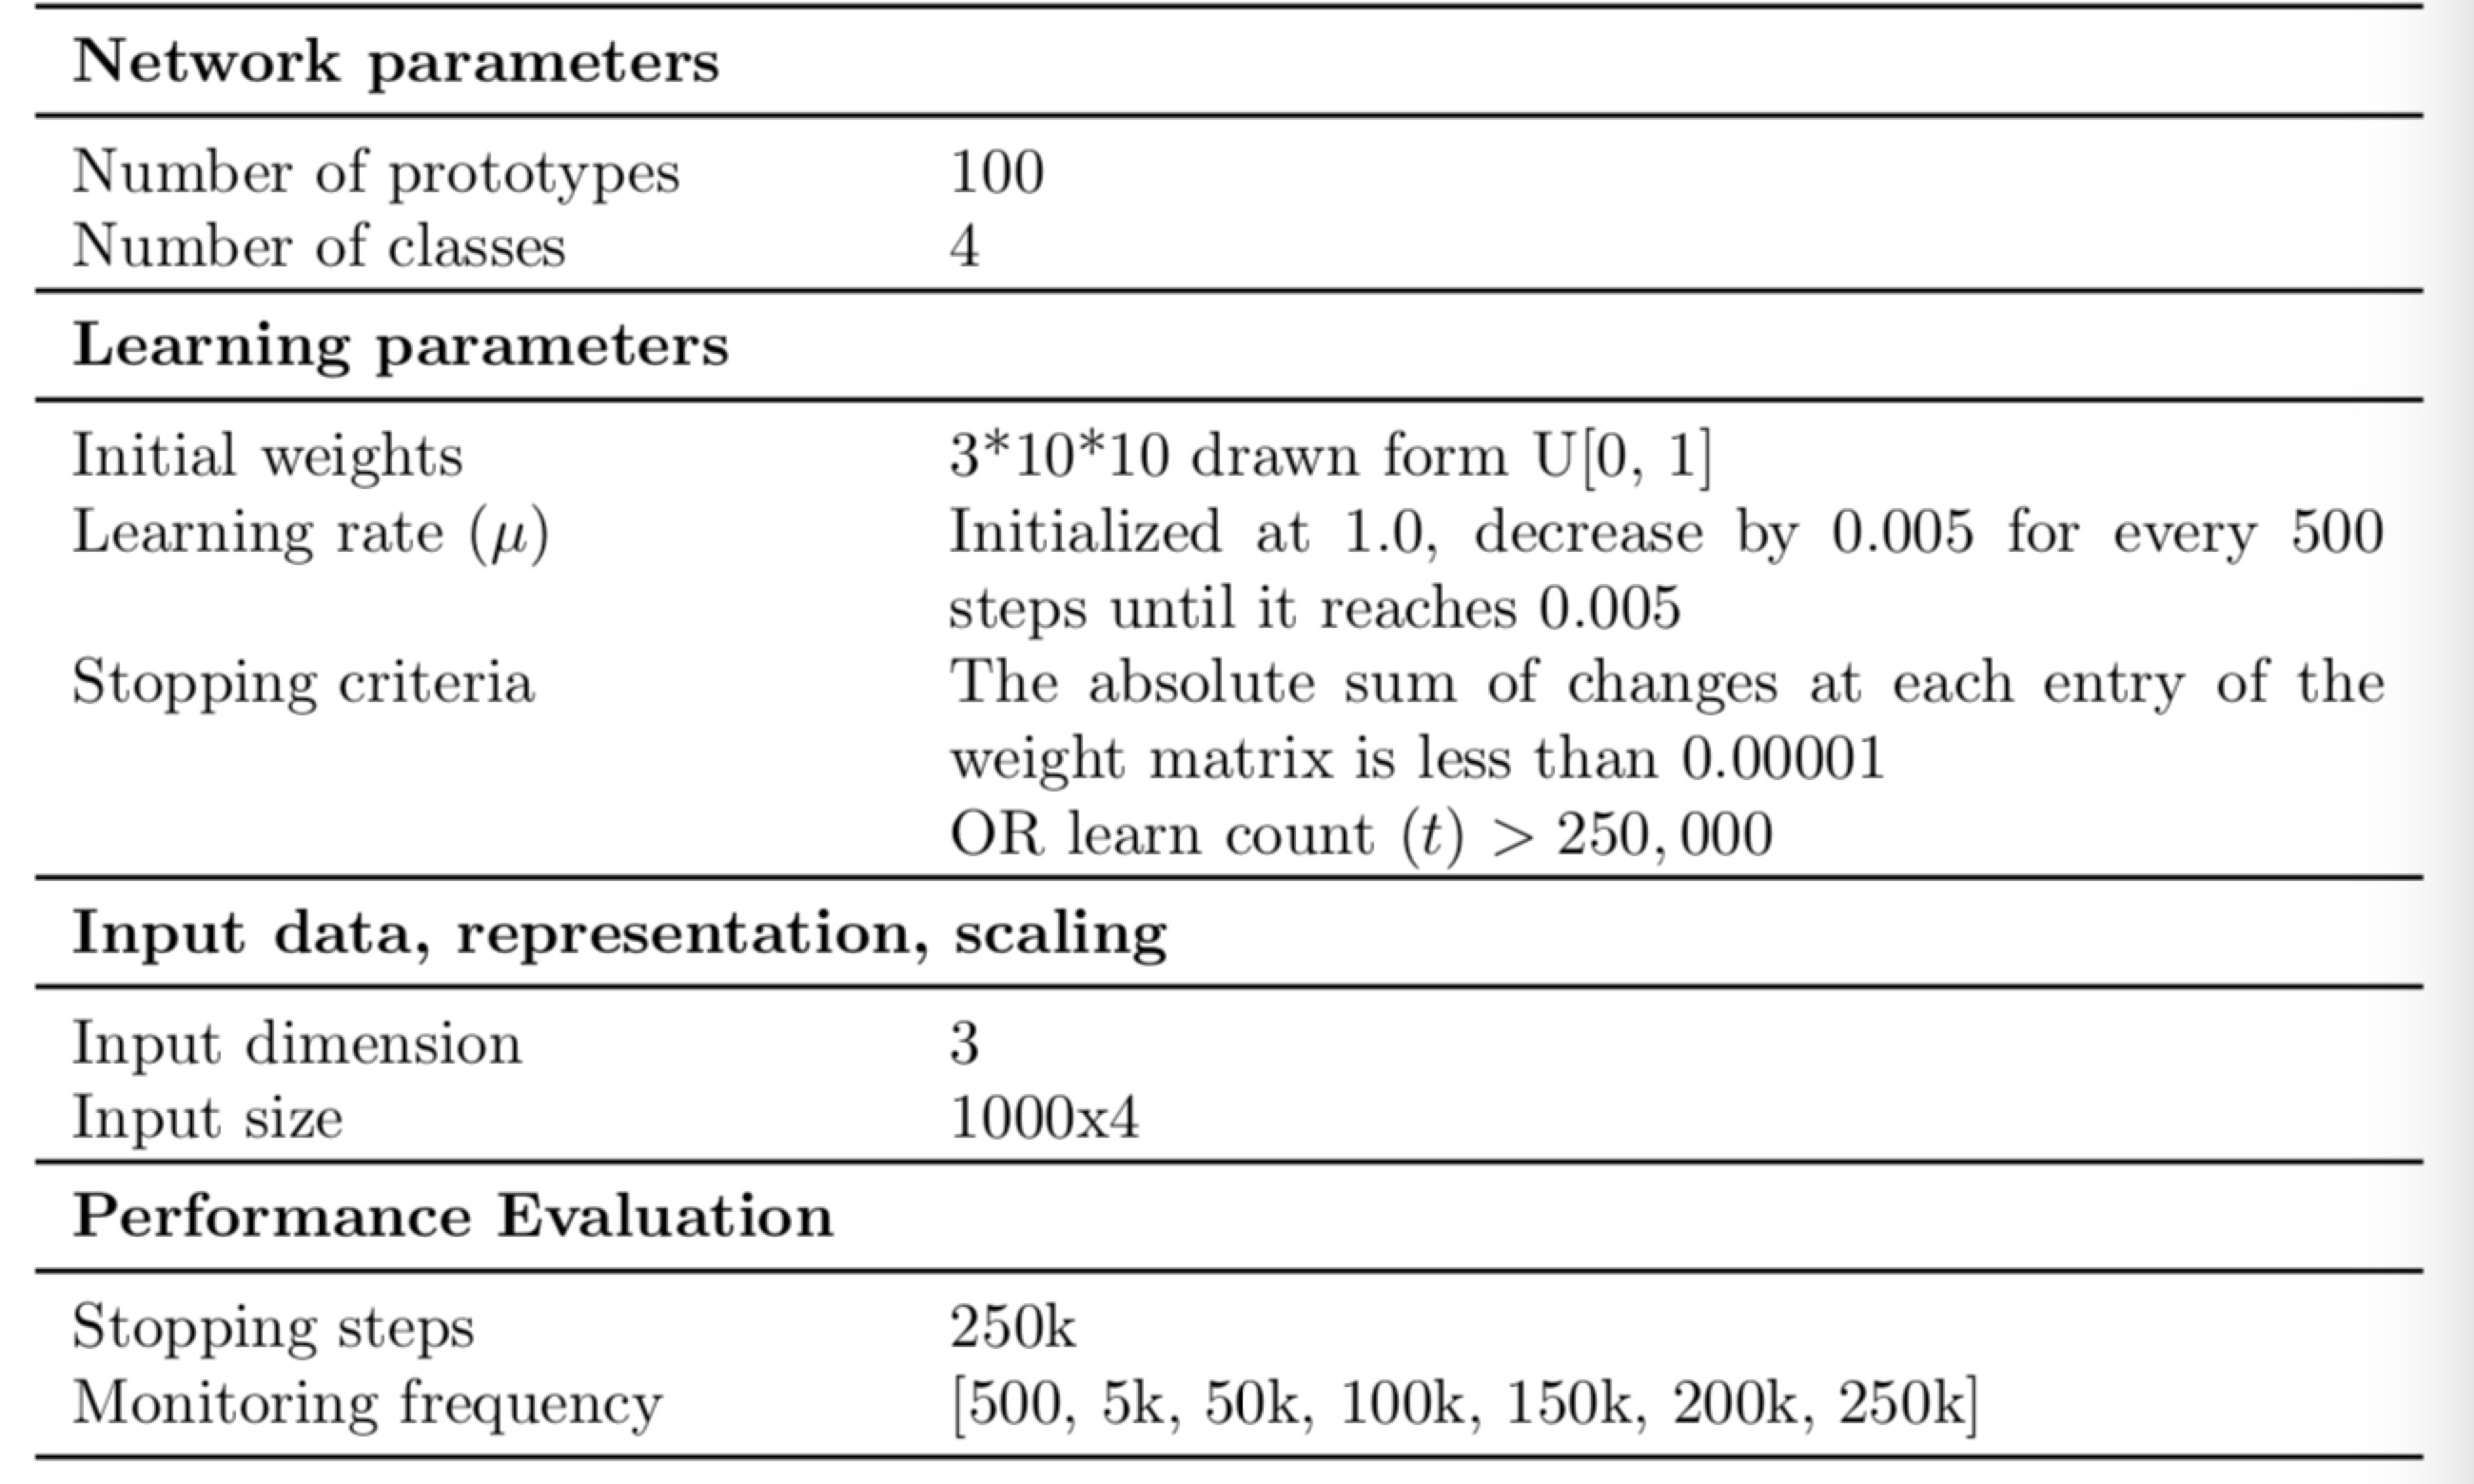 Network parameters
Number of prototypes 100
Number of classes 4
Learning parameters
Initial weights 3*10*10 drawn form U[0, 1]
Learning rate (μ) Initialized at 1.0, decrease by 0.005 for every 500
steps until it reaches 0.005
Stopping criteria The absolute sum of changes at each entry of the
weight matrix is less than 0.00001
OR learn count (t) > 250,000
Input data, representation, scaling
Input dimension 3
Input size 1000x4
Performance Evaluation
Stopping steps 250k
Monitoring frequency [500, 5k, 50k, 100k, 150k, 200k, 250k]